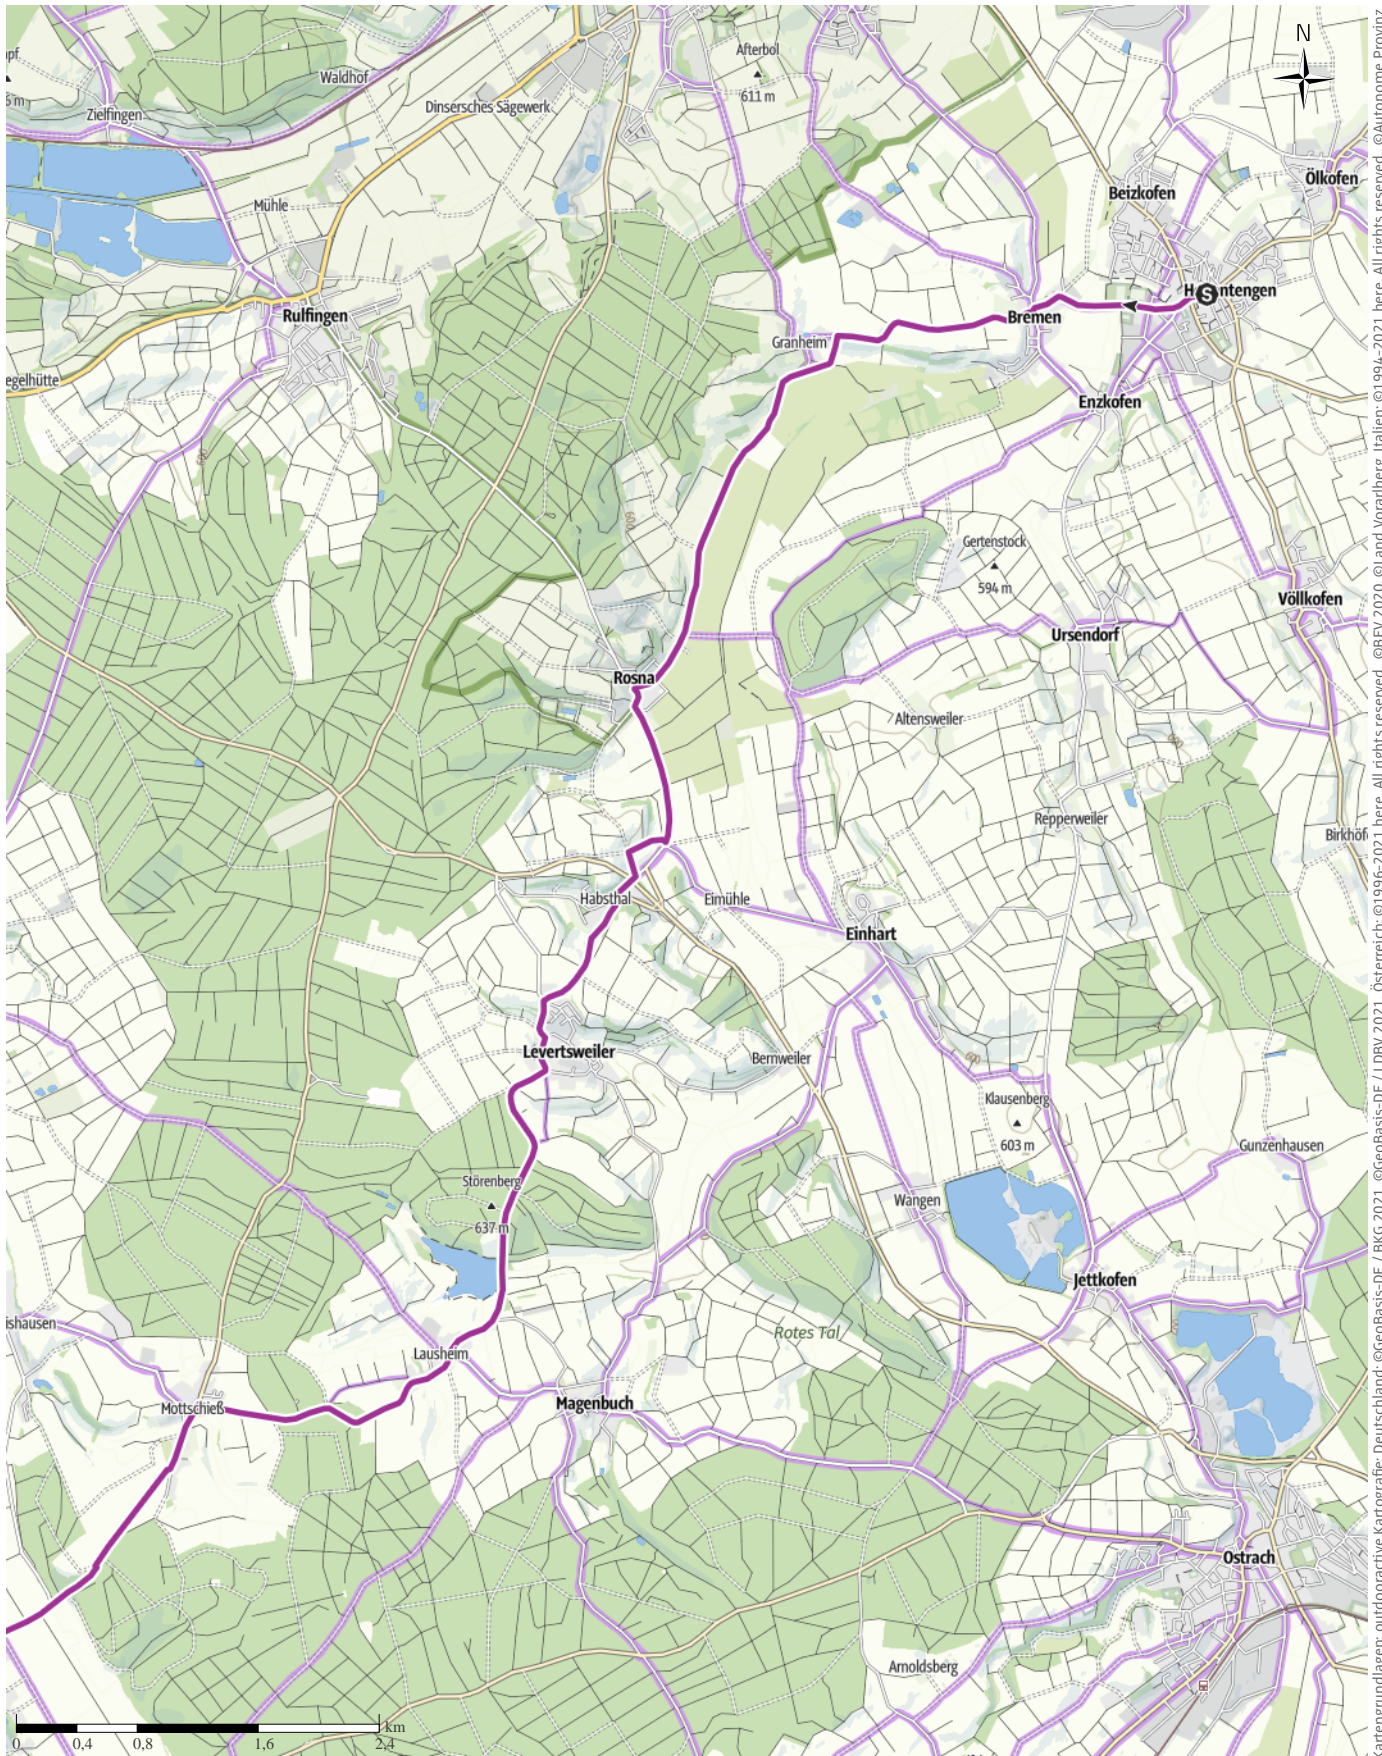 N
Afterbol
611 m
Waldhof
Dinsersches Sägewerk
Zielfingen
Mühle
Ölkofen
Beizkofen
Rulfingen
Bremen
S
Granheim
Enzkofen
600
Gertenstock
594 m
Völlkofen
Ursendorf
Rosna
Altensweiler
Repperweiler
Habsthal
Eimühle
Einhart
Levertsweiler
Bernweiler
600
Klausenberg
603 m
Gunzenhausen
Störenberg
637 m
Wangen
Jettkofen
Rotes Tal
Lausheim
Magenbuch
Mottschieß
Ostrach
Arnoldsberg
km
0 0,4 0,8 1,6 2,4